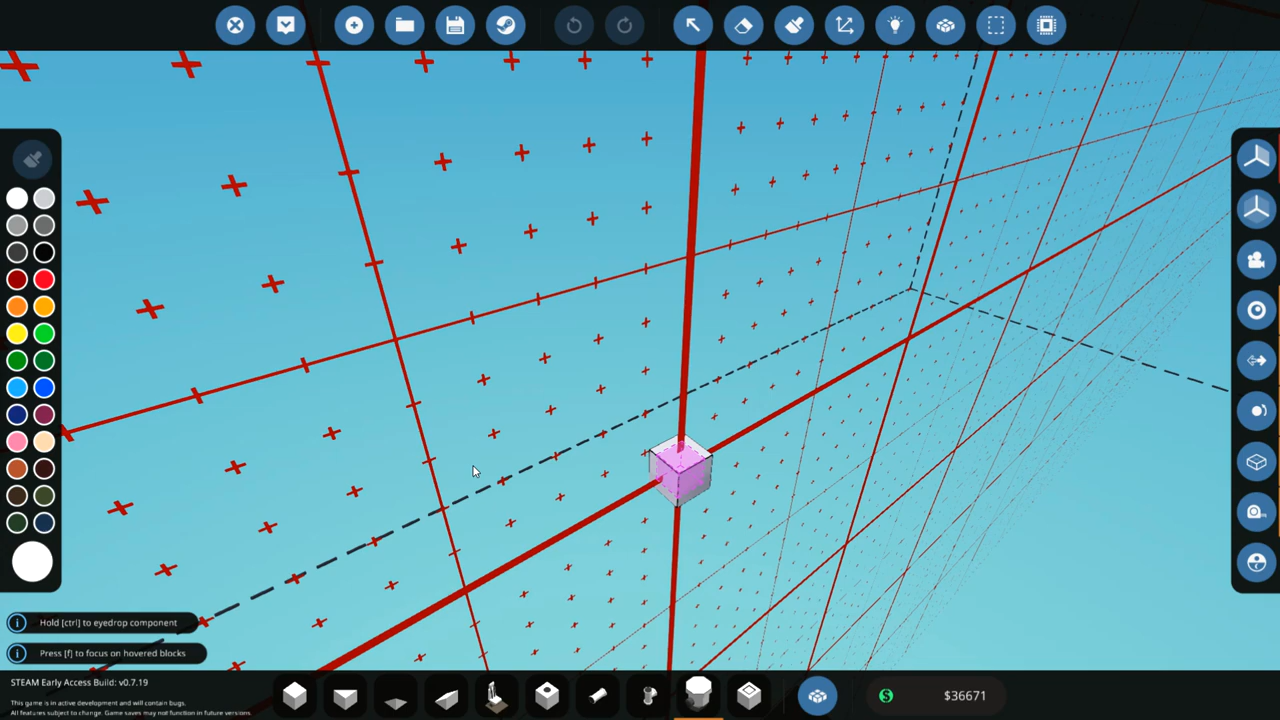 Hold [ctrl] to eyedrop component
Press [f] to focus on hovered blocks
STEAM Early Access Build: v0.7.19
This game is in active development and will contain bugs.
All features subject to change. Game saves may not function in future versions
$36671